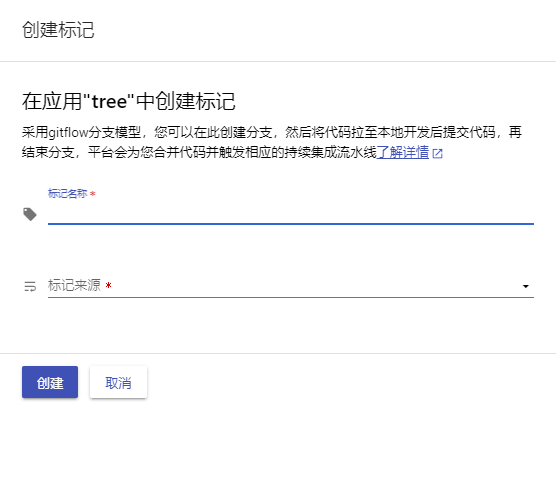 创建标记
在应用"tree"中创建标记
采用gitflow分支模型，您可以在此创建分支，然后将代码拉至本地开发后提交代码，再
结束分支，平台会为您合并代码并触发相应的持续集成流水线了解详情
标记名称 *
标记来源 *
创建 取消